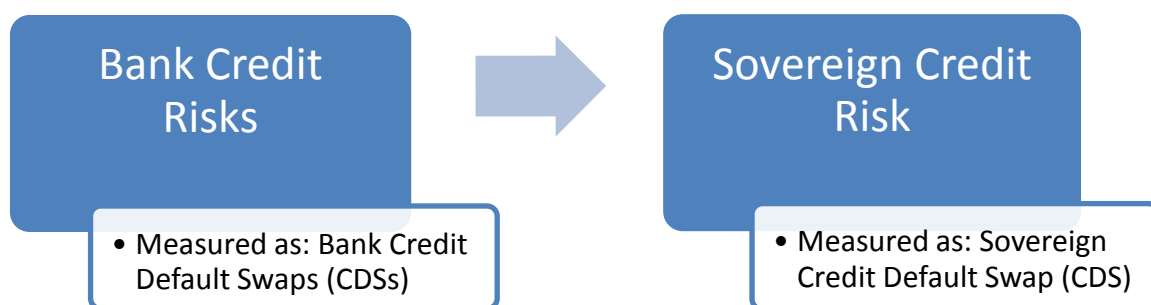 Bank Credit
Risks
• Measured as: Bank Credit
Default Swaps (CDSs)
Sovereign Credit
Risk
• Measured as: Sovereign
Credit Default Swap (CDS)